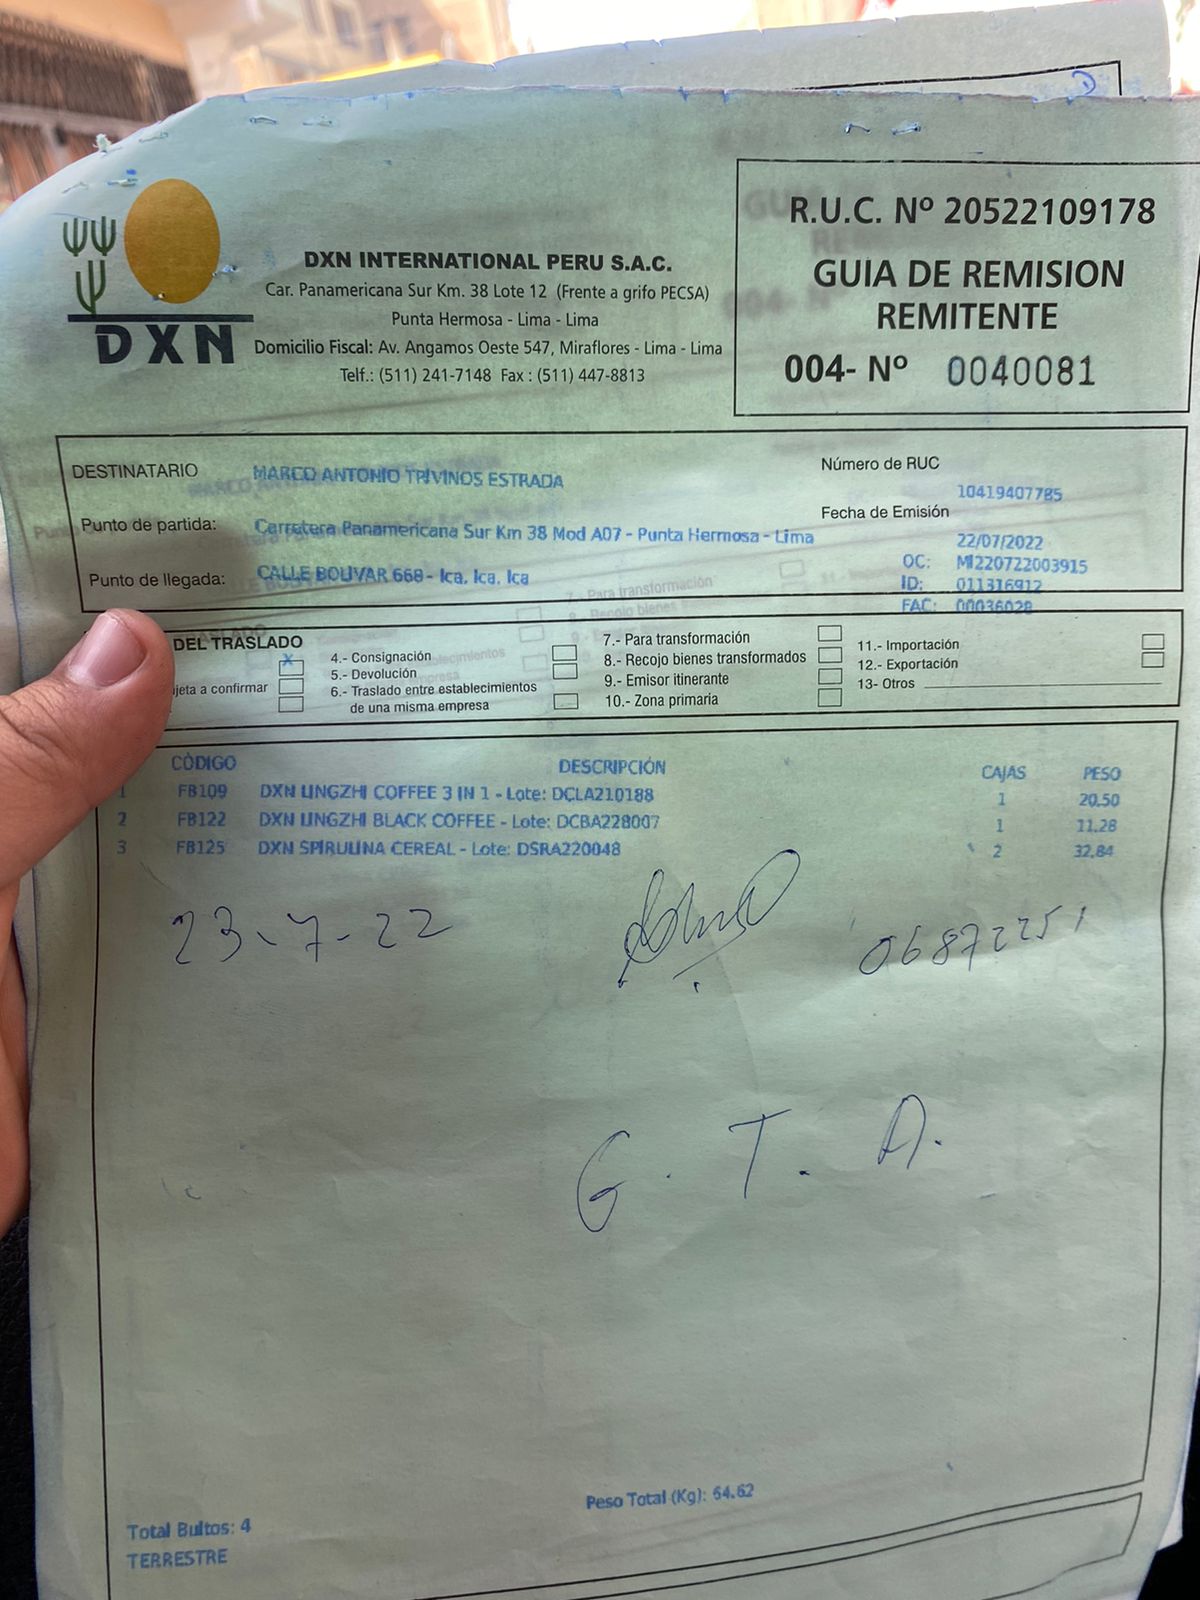 DXN
DXN INTERNATIONAL PERU S.A.C.
Car. Panamericana Sur Km. 38 Lote 12 (Frente a grifo PECSA)
Punta Hermosa - Lima - Lima
Domicilio Fiscal: Av. Angamos Oeste 547, Miraflores - Lima - Lima
Telf.: (511) 241-7148 Fax : (511) 447-8813
R.U.C. Nº 20522109178
GUIA DE REMISION
REMITENTE
004- Nº 0040081
DESTINATARIO MARCO ANTONIO TRIVINOS ESTRADA
Número de RUC
10419407785
Punto de partida: Carretera Panamericana Sur Km 38 Mod A07 - Punta Hermosa - Lima
Fecha de Emisión
22/07/2022
Punto de llegada: CALLE BOLIVAR 668 - Ica, Ica, Ica
OC: MI220722003915
ID: 011316912
FAC: 00036028
DEL TRASLADO
X
jeta a confirmar
4.- Consignación
5.- Devolución
6.- Traslado entre establecimientos
de una misma empresa
7.- Para transformación
8.- Recojo bienes transformados
9.- Emisor itinerante
10.- Zona primaria
11.- Importación
12.- Exportación
13- Otros
CÒDIGO DESCRIPCIÓN CAJAS PESO
1 FB109 DXN LINGZHI COFFEE 3 IN 1 - Lote: DCLA210188 1 20.50
2 FB122 DXN LINGZHI BLACK COFFEE - Lote: DCBA228007 1 11.28
3 FB125 DXN SPIRULINA CEREAL - Lote: DSRA220048 2 32.84
23-7-22 06872251
G. T. A.
Peso Total (Kg): 64.62
Total Bultos: 4
TERRESTRE